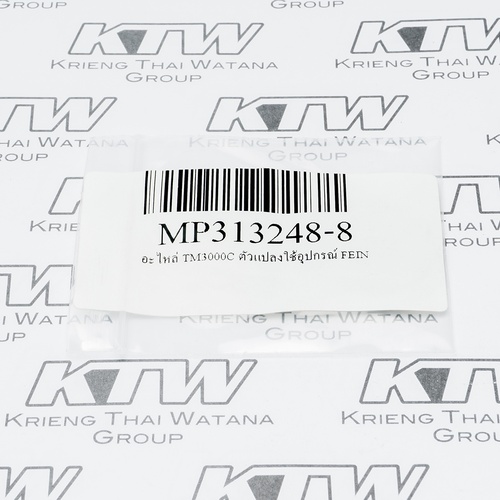 KTW
KRIENG THAI WATANA
GROUP
KTW
KRIENG THAI WATANA
GROUP
KTW
KRIENG THAI WATANA
GROUP
MP313248-8
อะไหล่ TM3000C ตัวแปลงใช้อุปกรณ์ FEIN
THAI WATANA
GROUP
KRIENG THAI WATANA
GROUP
KTW
KRIENG THAI WATANA
GROUP
KTW
KRIENG THAI
KTW
KTW